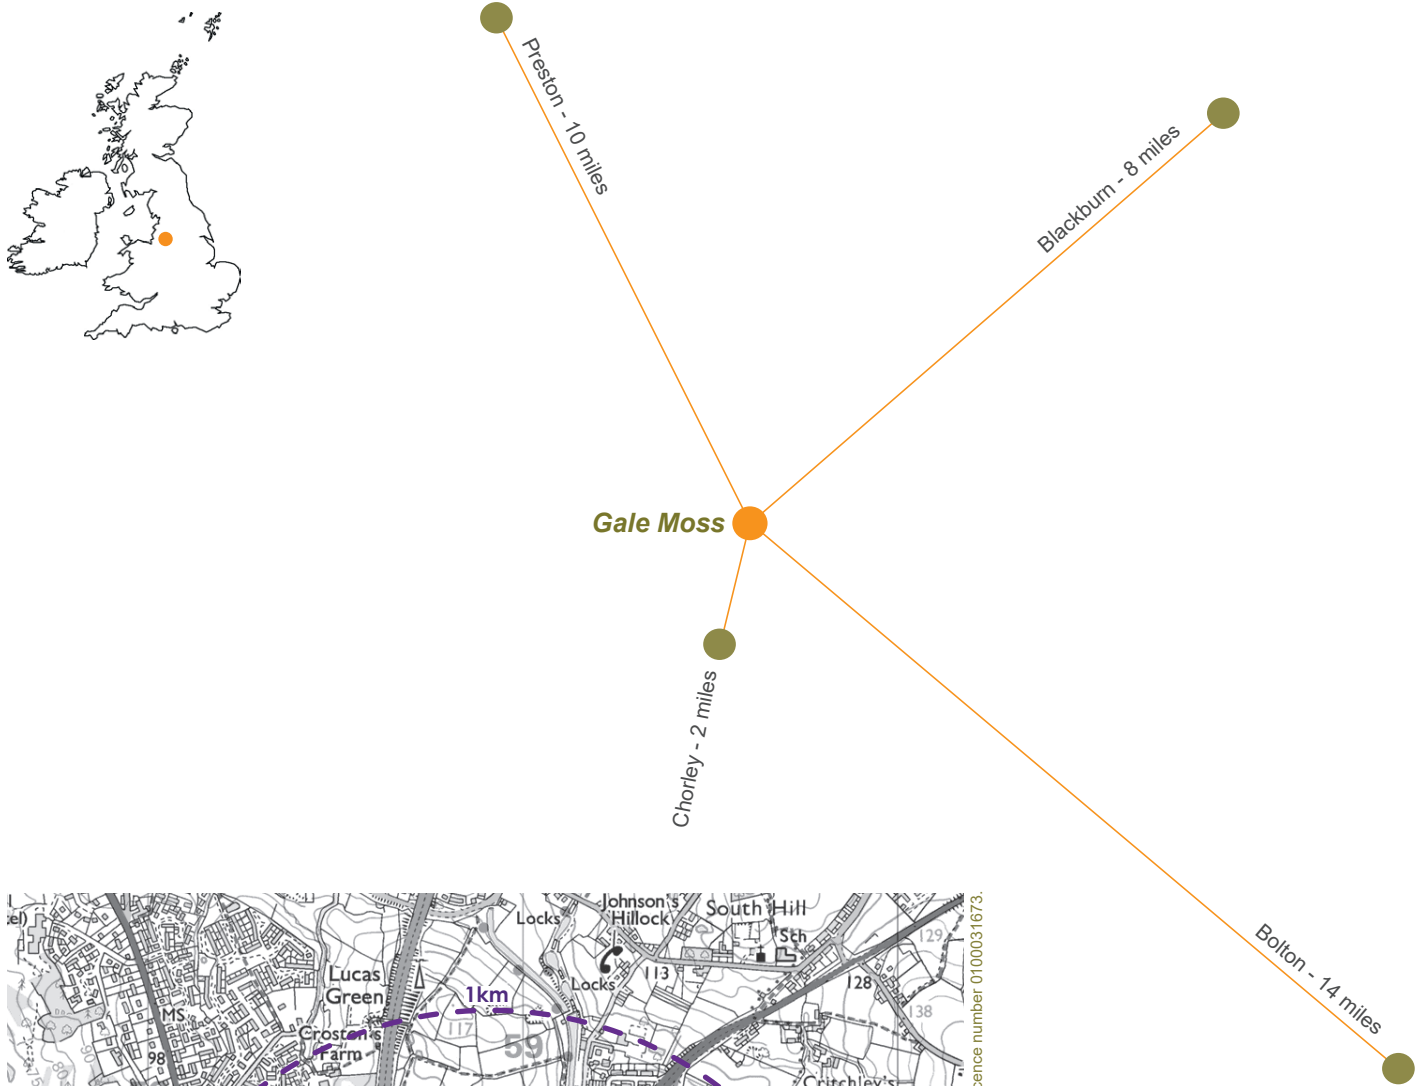 Preston - 10 miles
Blackburn - 8 miles
Gale Moss
Chorley - 2 miles
Bolton - 14 miles
Johnson's
Hillock
South Hill
Locks
Sch
129
Lucas
Green
113
Locks
128
1km
138
MS
117
Croston's
Farm
59
98
80
Critchley's
cence number 0100031673.